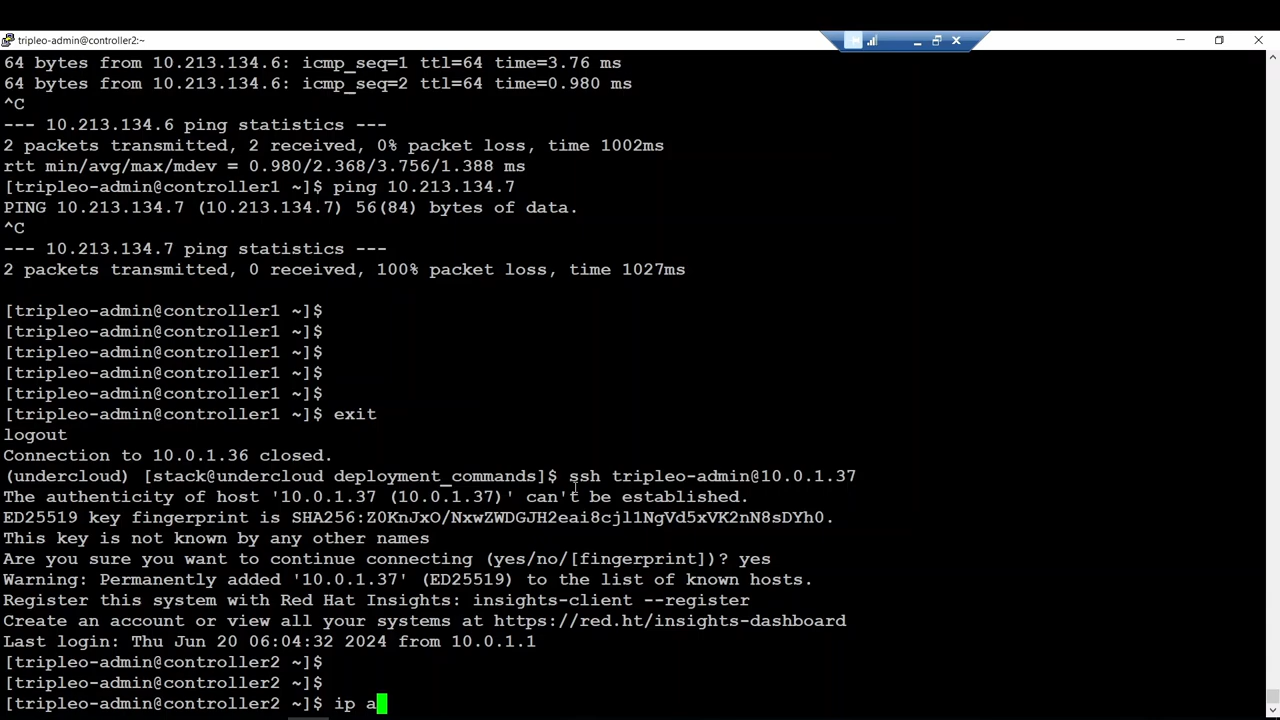 tripleo-admin@controller2:~
64 bytes from 10.213.134.6: icmp_seq=1 ttl=64 time=3.76 ms
64 bytes from 10.213.134.6: icmp_seq=2 ttl=64 time=0.980 ms
^C
--- 10.213.134.6 ping statistics ---
2 packets transmitted, 2 received, 0% packet loss, time 1002ms
rtt min/avg/max/mdev = 0.980/2.368/3.756/1.388 ms
[tripleo-admin@controller1 ~]$ ping 10.213.134.7
PING 10.213.134.7 (10.213.134.7) 56(84) bytes of data.
^C
--- 10.213.134.7 ping statistics ---
2 packets transmitted, 0 received, 100% packet loss, time 1027ms
[tripleo-admin@controller1 ~]$
[tripleo-admin@controller1 ~]$
[tripleo-admin@controller1 ~]$
[tripleo-admin@controller1 ~]$
[tripleo-admin@controller1 ~]$
[tripleo-admin@controller1 ~]$ exit
logout
Connection to 10.0.1.36 closed.
(undercloud) [stack@undercloud deployment_commands]$ ssh tripleo-admin@10.0.1.37
The authenticity of host '10.0.1.37 (10.0.1.37)' can't be established.
ED25519 key fingerprint is SHA256:Z0KnJxO/NxwZWDGJH2eai8cjl1NgVd5xVK2nN8sDYh0.
This key is not known by any other names
Are you sure you want to continue connecting (yes/no/[fingerprint])? yes
Warning: Permanently added '10.0.1.37' (ED25519) to the list of known hosts.
Register this system with Red Hat Insights: insights-client --register
Create an account or view all your systems at https://red.ht/insights-dashboard
Last login: Thu Jun 20 06:04:32 2024 from 10.0.1.1
[tripleo-admin@controller2 ~]$
[tripleo-admin@controller2 ~]$
[tripleo-admin@controller2 ~]$ ip a